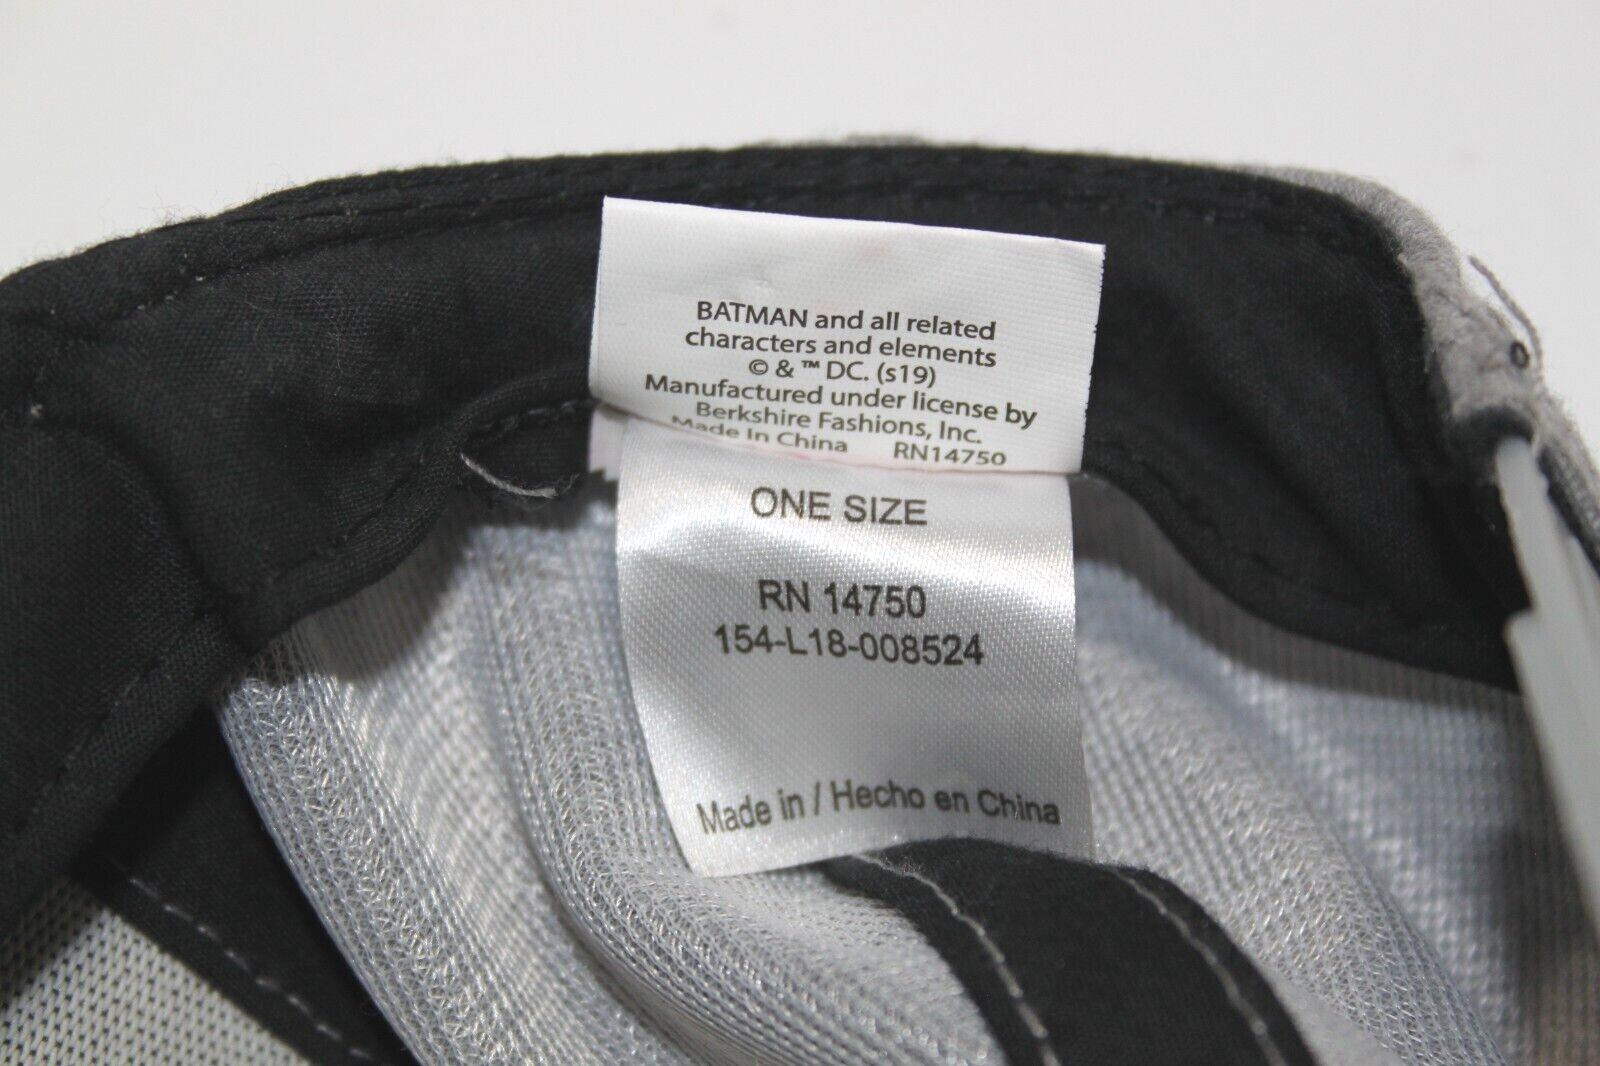 BATMAN and all related
characters and elements
© & ™ DC. (s19)
Manufactured under license by
Berkshire Fashions, Inc.
Made In China RN14750
ONE SIZE
RN 14750
154-L18-008524
Made in / Hecho en China